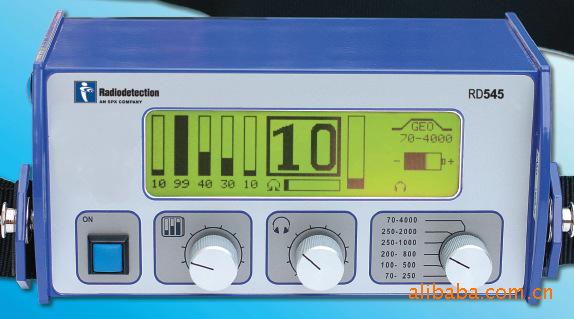 Radiodetection
AN SPX COMPANY
RD545
10 99 40 30 10
10
GEO
70-4000
- +
ON
70-4000
250-2000
250-1000
200- 800
100- 500
70- 250
alibaba.com.cn